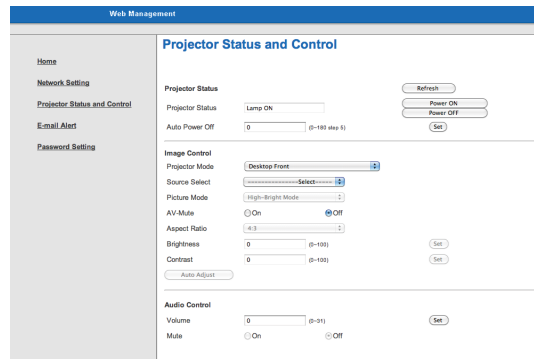 Web Management
Projector Status and Control
Home
Network Setting
Projector Status and Control
E-mail Alert
Password Setting
Projector Status
Refresh
Projector Status
Lamp ON
Power ON
Power OFF
Auto Power Off
0
(0~180 step 5)
Set
Image Control
Projector Mode
Desktop Front
Source Select
---------------Select-----
Picture Mode
High-Bright Mode
AV-Mute
On
Off
Aspect Ratio
4:3
Brightness
0
(0~100)
Set
Contrast
0
(0~100)
Set
Auto Adjust
Audio Control
Volume
0
(0~31)
Set
Mute
On
Off